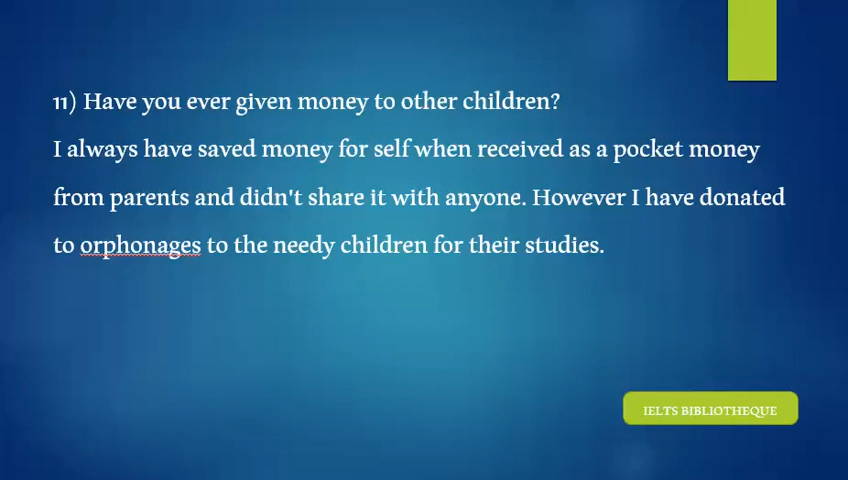 11) Have you ever given money to other children?
I always have saved money for self when received as a pocket money
from parents and didn't share it with anyone. However I have donated
to orphonages to the needy children for their studies.
IELTS BIBLIOTHEQUE